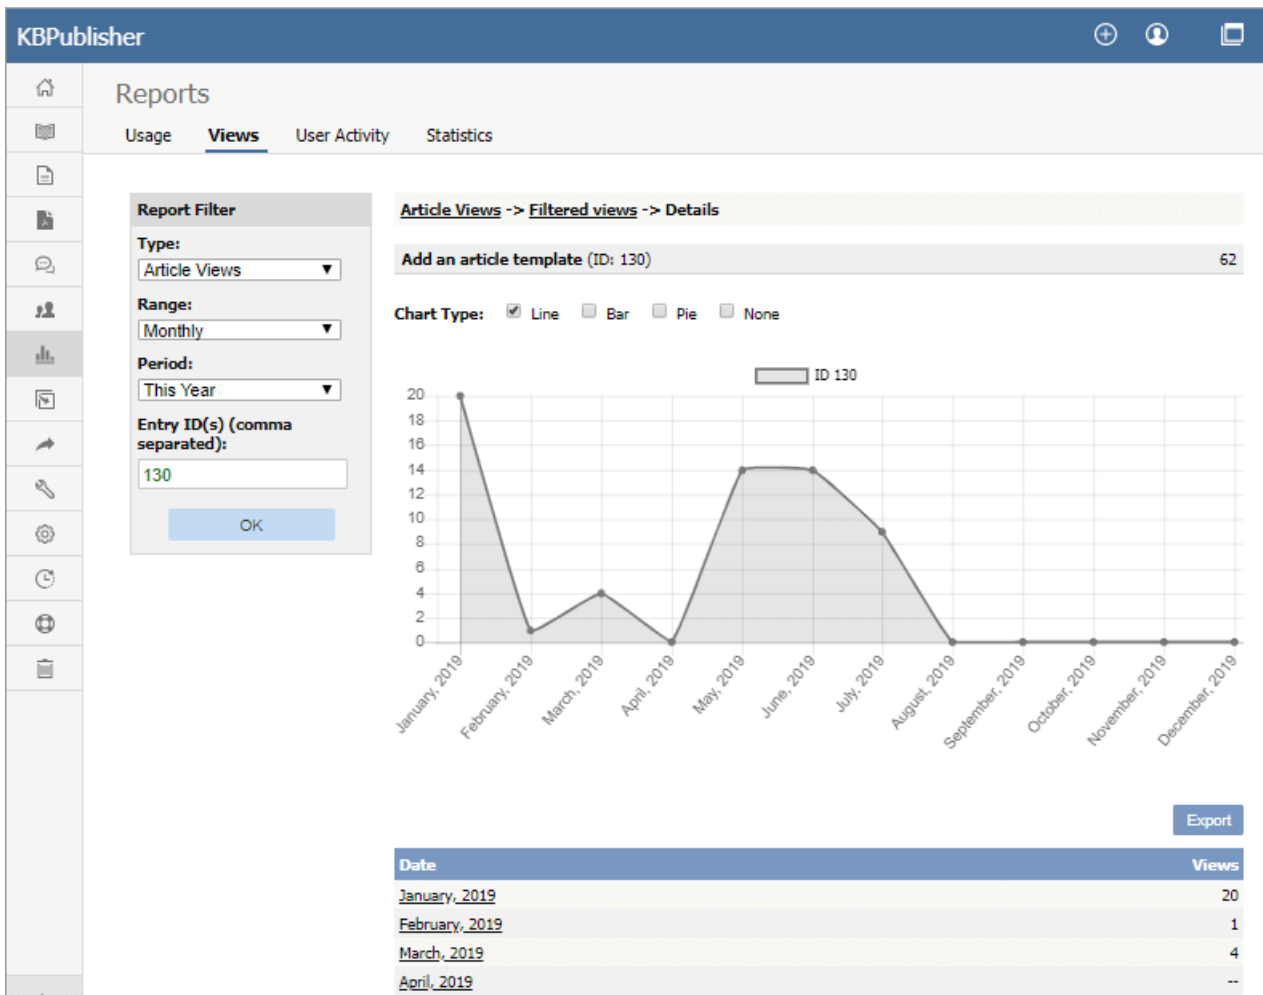 KBPublisher
Reports
Usage Views User Activity Statistics
Report Filter
Type:
Article Views
Range:
Monthly
Period:
This Year
Entry ID(s) (comma
separated):
130
OK
Article Views -> Filtered views -> Details
Add an article template (ID: 130) 62
Chart Type: Line Bar Pie None
ID 130
20
18
16
14
12
10
8
6
4
2
0
January, 2019
February, 2019
March, 2019
April, 2019
May, 2019
June, 2019
July, 2019
August, 2019
September, 2019
October, 2019
November, 2019
December, 2019
Export
Date Views
January, 2019 20
February, 2019 1
March, 2019 4
April, 2019 --